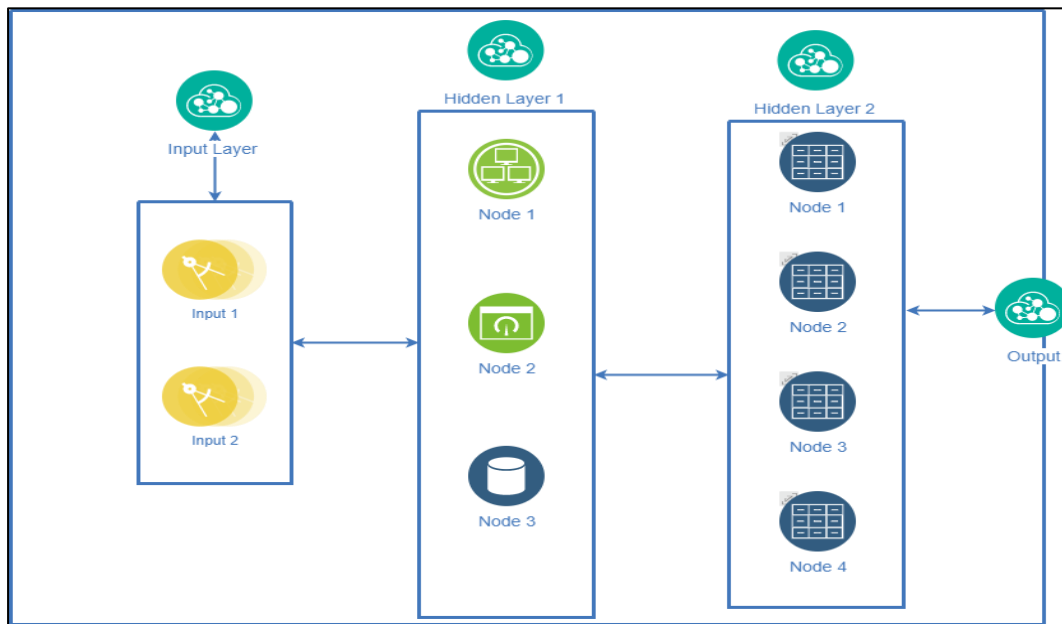 Input Layer
Input 1
Input 2
Hidden Layer 1
Node 1
Node 2
Node 3
Hidden Layer 2
Node 1
Node 2
Node 3
Node 4
Output